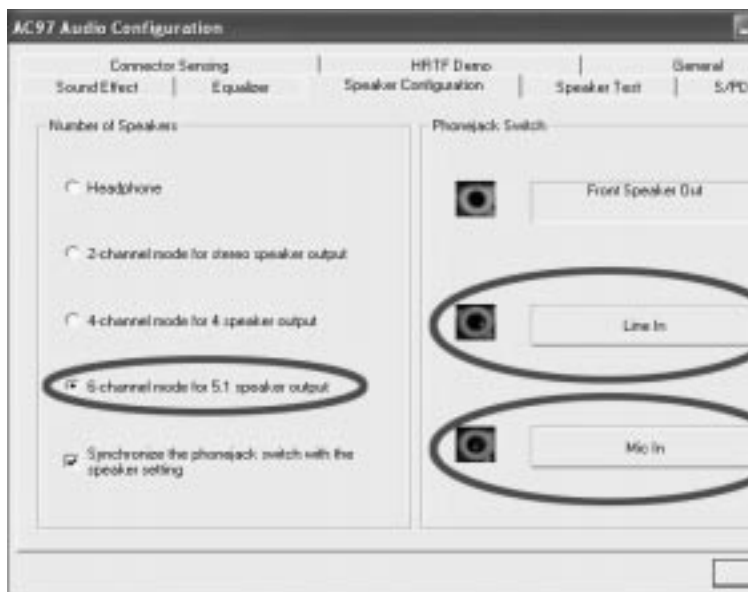 AC97 Audio Configuration
Connector Sensing
HRTF Demo
General
Sound Effect
Equalizer
Speaker Configuration
Speaker Test
S/PD
Number of Speakers
Phonejack Switch
Headphone
Front Speaker Out
2-channel mode for stereo speaker output
4-channel mode for 4 speaker output
Line In
6-channel mode for 5.1 speaker output
Mic In
Synchronize the phonejack switch with the
speaker setting